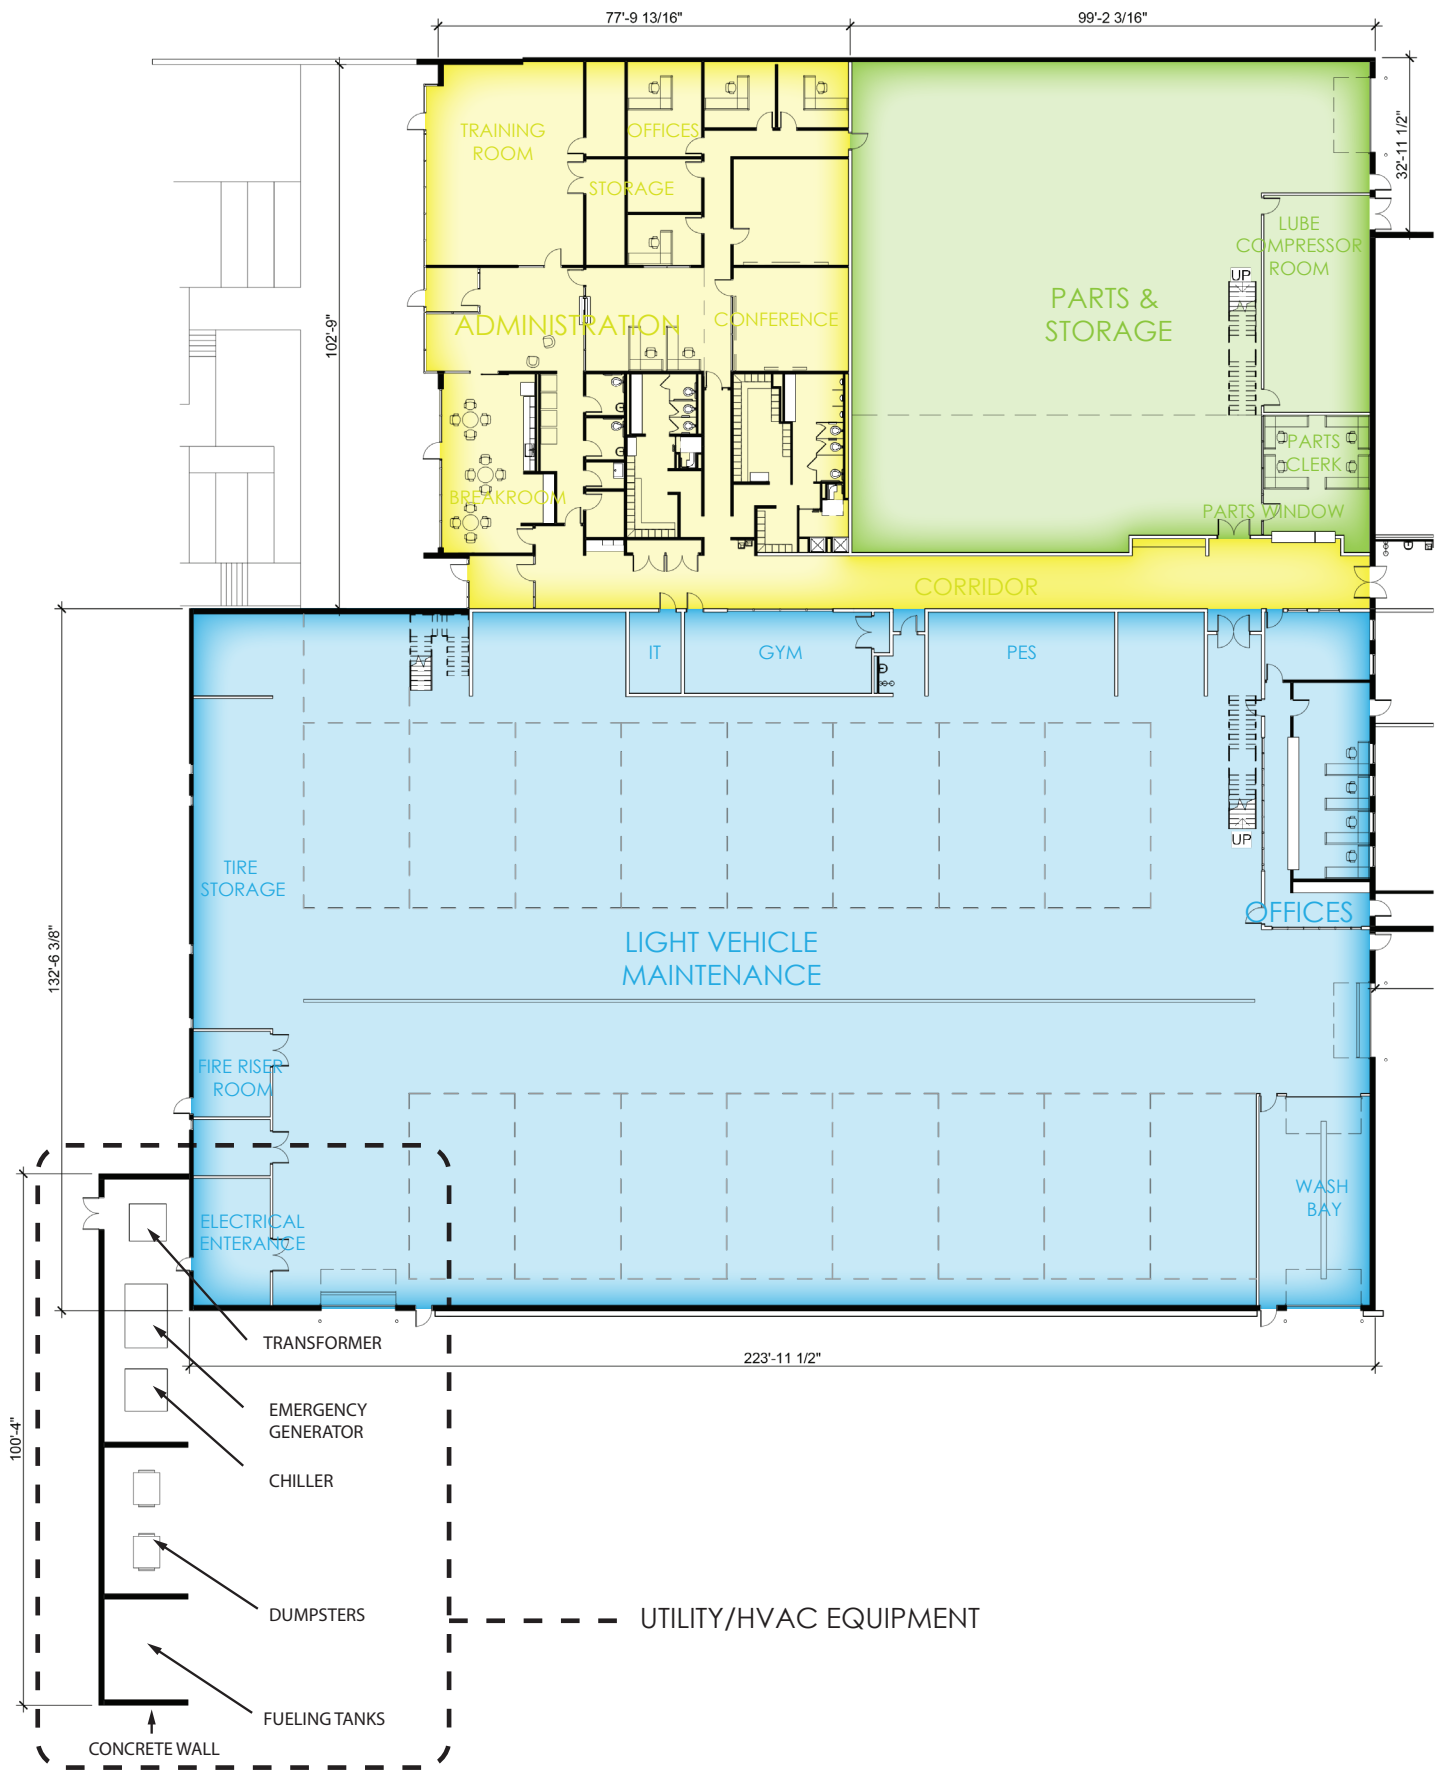 77'-9 13/16"
99'-2 3/16"
32'-11 1/2"
102'-9"
TRAINING
ROOM
OFFICES
STORAGE
LUBE
COMPRESSOR
ROOM
UP
PARTS &
STORAGE
ADMINISTRATION
CONFERENCE
PARTS
CLERK
BREAKROOM
PARTS WINDOW
CORRIDOR
IT
GYM
PES
UP
TIRE
STORAGE
OFFICES
LIGHT VEHICLE
MAINTENANCE
132'-6 3/8"
FIRE RISER
ROOM
WASH
BAY
ELECTRICAL
ENTERANCE
TRANSFORMER
223'-11 1/2"
EMERGENCY
GENERATOR
100'-4"
CHILLER
DUMPSTERS
UTILITY/HVAC EQUIPMENT
FUELING TANKS
CONCRETE WALL